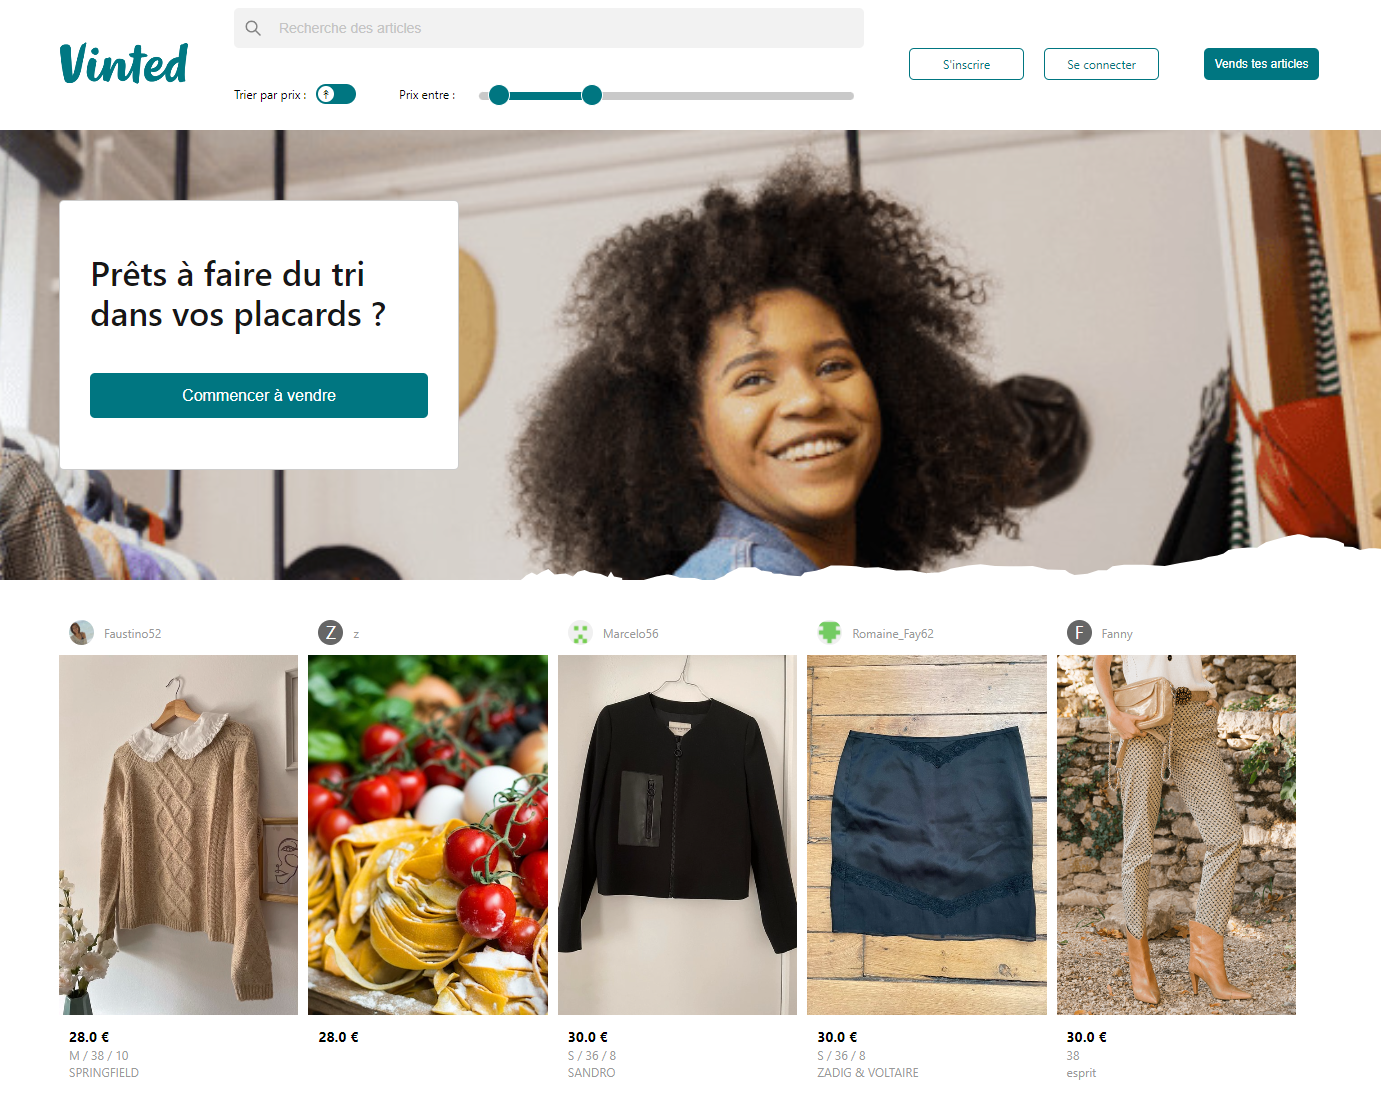 Vinted
Recherche des articles
Trier par prix :
Prix entre :
S'inscrire
Se connecter
Vends tes articles
Prêts à faire du tri
dans vos placards ?
Commencer à vendre
Faustino52
Z
z
Marcelo56
Romaine_Fay62
F
Fanny
28.0 €
M / 38 / 10
SPRINGFIELD
28.0 €
30.0 €
S / 36 / 8
SANDRO
30.0 €
S / 36 / 8
ZADIG & VOLTAIRE
30.0 €
38
esprit